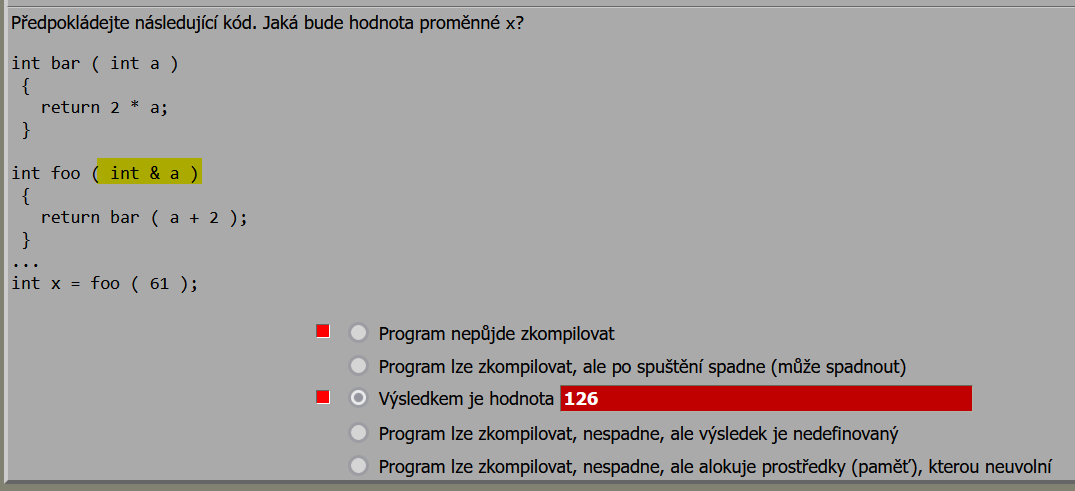 Předpokládejte následující kód. Jaká bude hodnota proměnné x?
int bar ( int a )
{
return 2 * a;
}
int foo ( int & a )
{
return bar ( a + 2 );
}
...
int x = foo ( 61 );
Program nepůjde zkompilovat
Program lze zkompilovat, ale po spuštění spadne (může spadnout)
Výsledkem je hodnota 126
Program lze zkompilovat, nespadne, ale výsledek je nedefinovaný
Program lze zkompilovat, nespadne, ale alokuje prostředky (paměť), kterou neuvolní